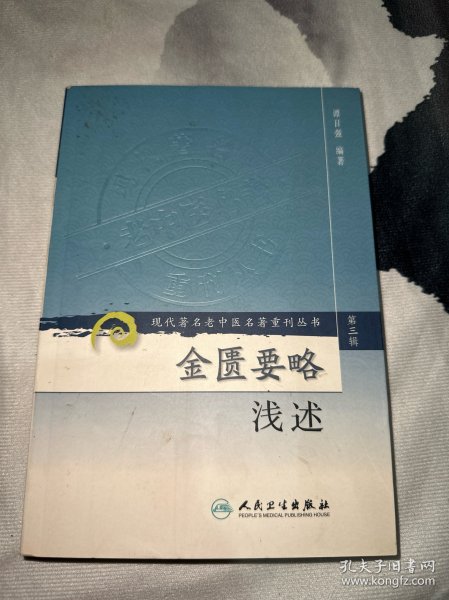 谭日强 编著
现代著名老中医名著重刊丛书
第三辑
金匮要略
浅述
人民卫生出版社
PEOPLE'S MEDICAL PUBLISHING HOUSE
孔夫子旧书网
www.kongfz.com